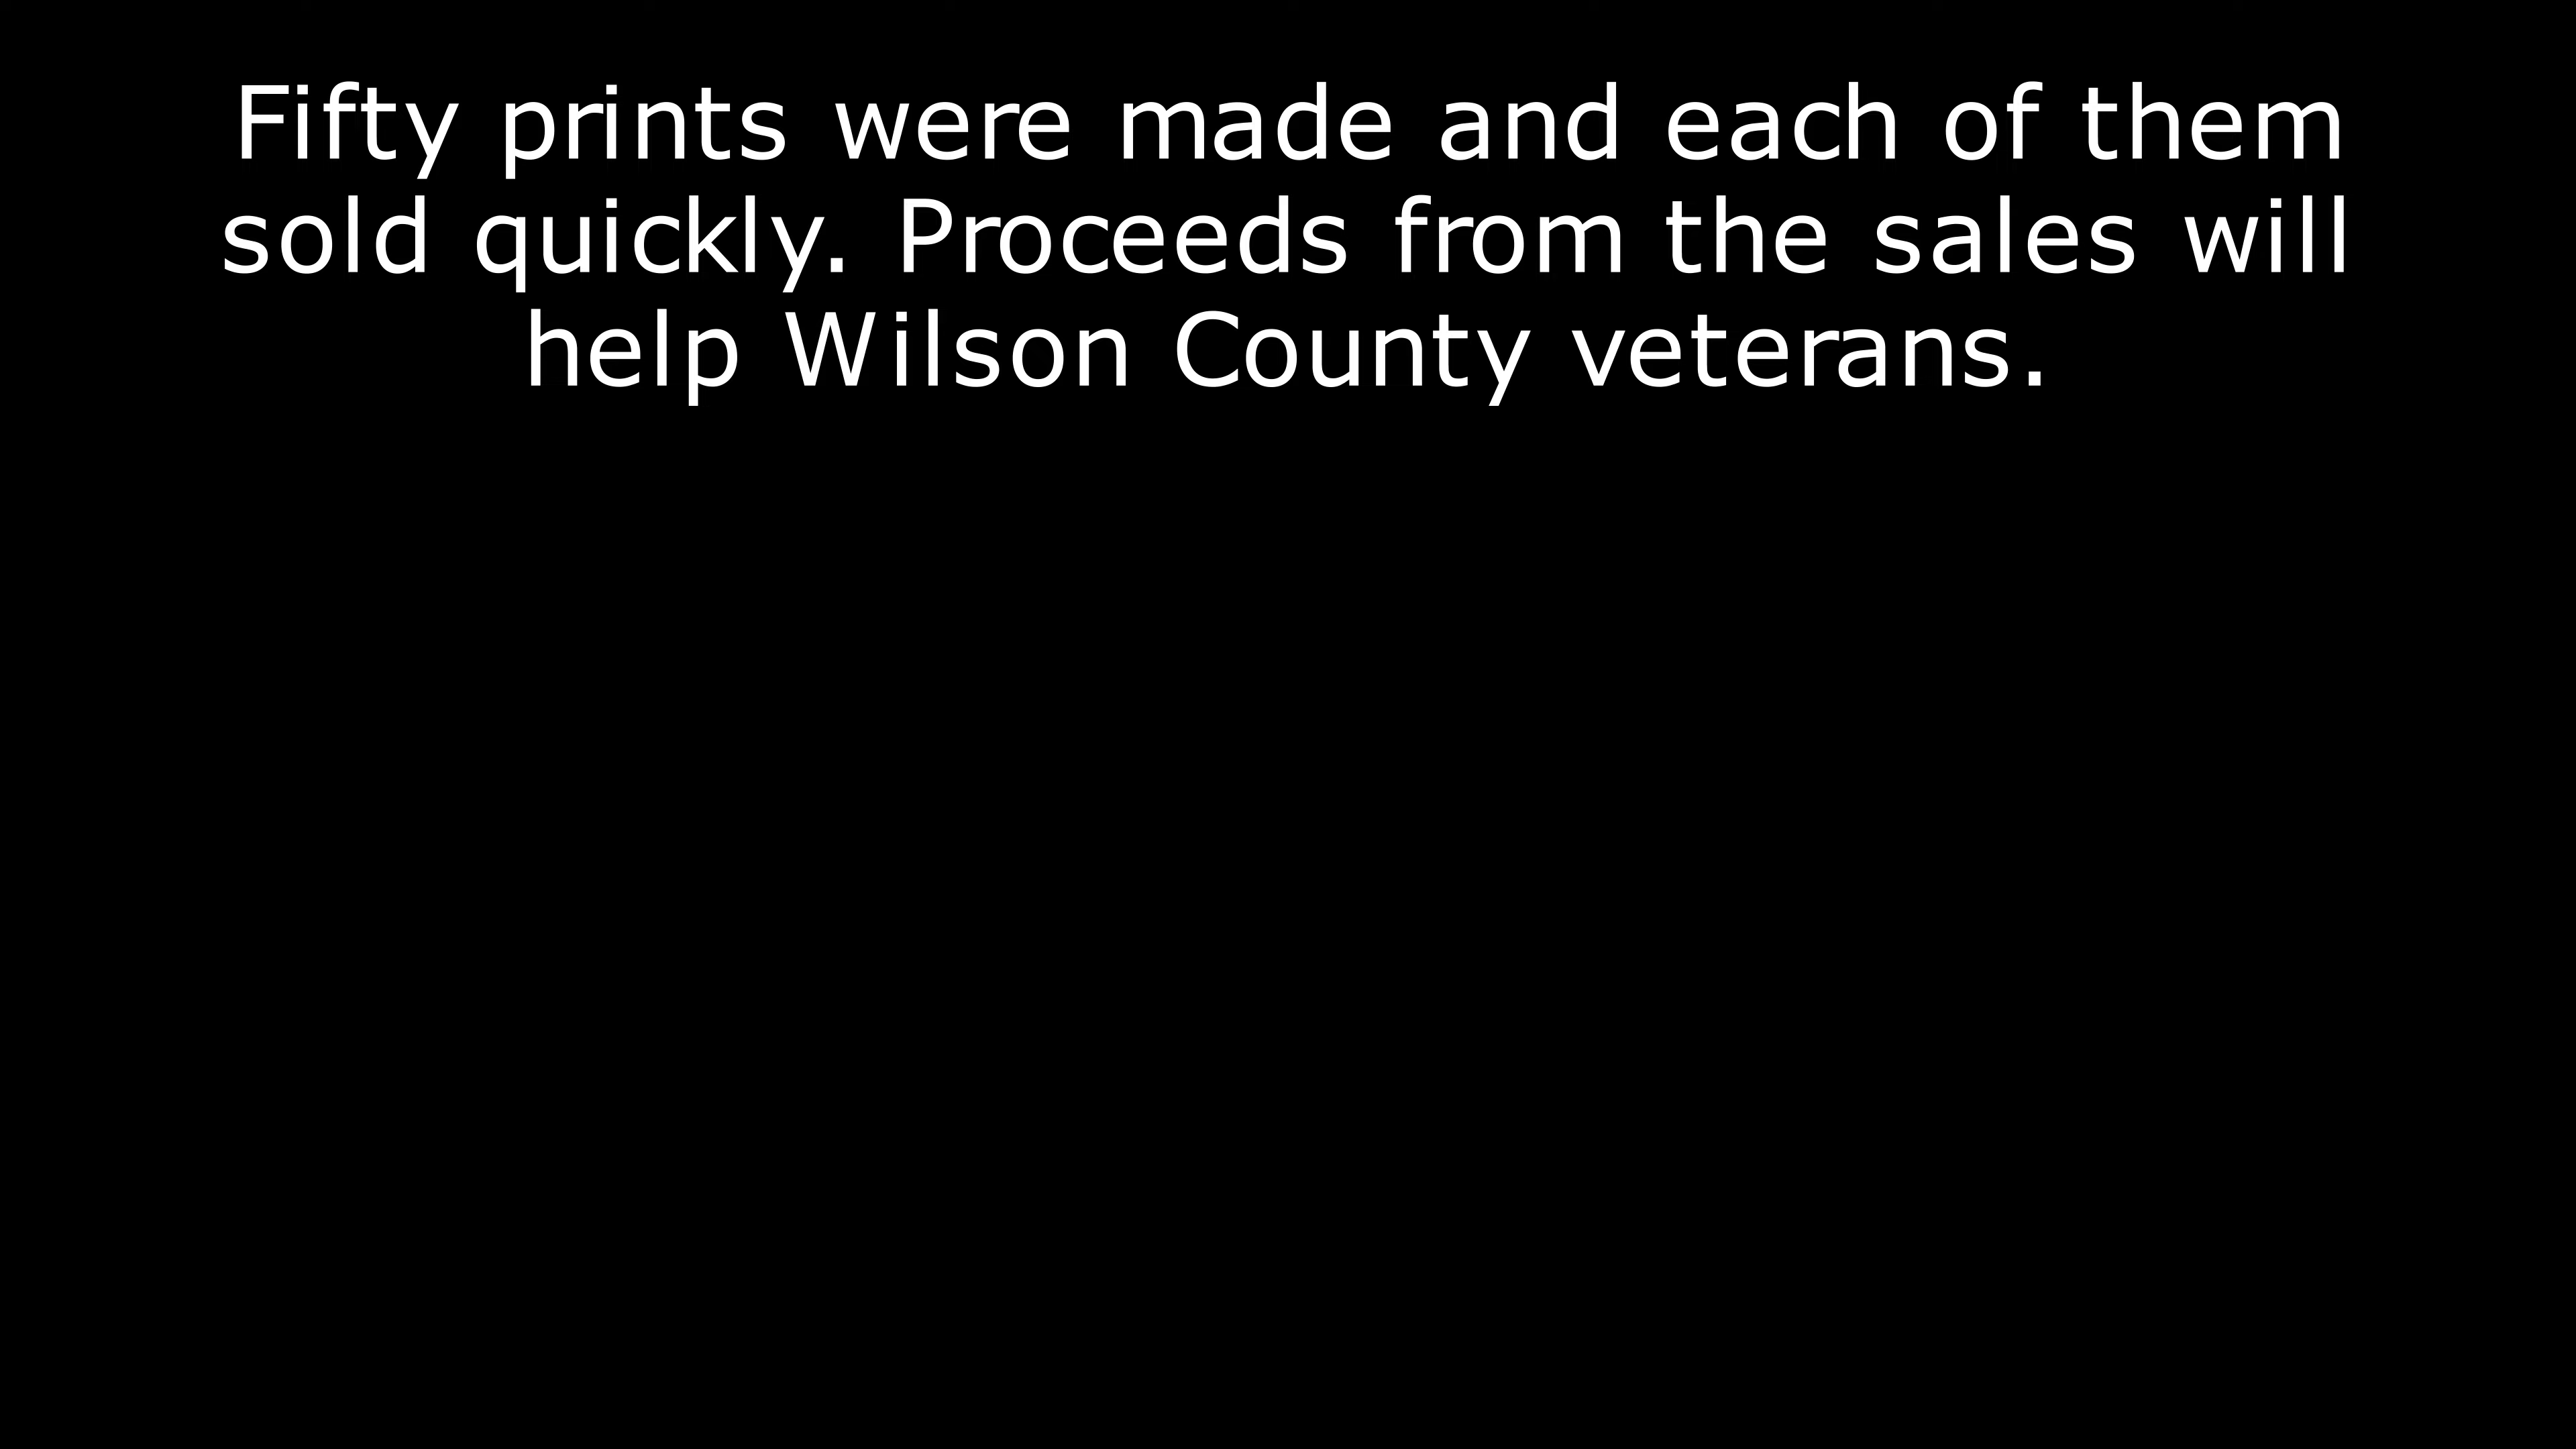 Fifty prints were made and each of them
sold quickly. Proceeds from the sales will
help Wilson County veterans.